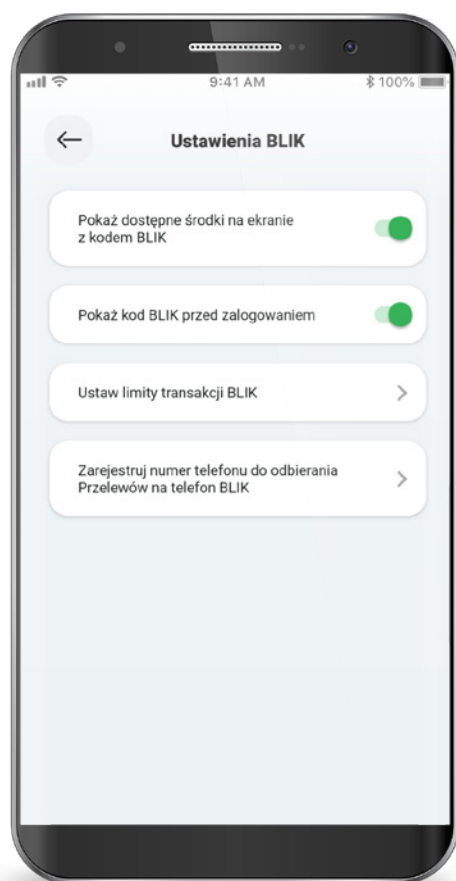 9:41 AM
100%
Ustawienia BLIK
Pokaż dostępne środki na ekranie
z kodem BLIK
Pokaż kod BLIK przed zalogowaniem
Ustaw limity transakcji BLIK
Zarejestruj numer telefonu do odbierania
Przelewów na telefon BLIK